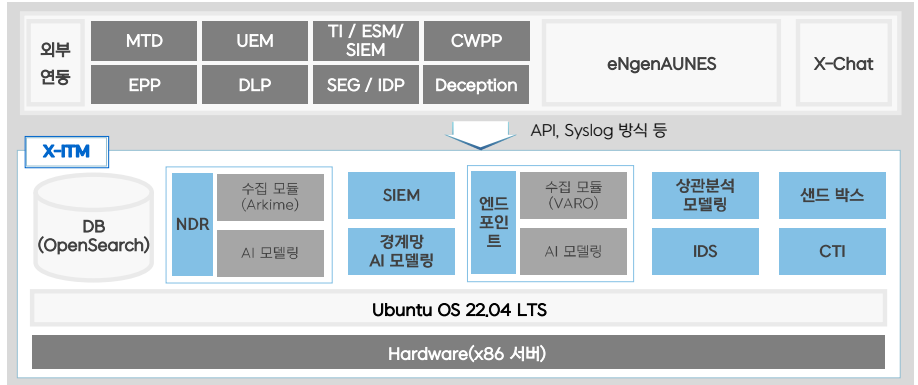 외부
연동
MTD
UEM
TI / ESM/
SIEM
CWPP
EPP
DLP
SEG / IDP
Deception
eNgenAUNES
X-Chat
API, Syslog 방식 등
X-ITM
DB
(OpenSearch)
NDR
수집 모듈
(Arkime)
AI 모델링
SIEM
경계망
AI 모델링
엔드
포인
트
수집 모듈
(VARO)
AI 모델링
상관분석
모델링
IDS
샌드 박스
CTI
Ubuntu OS 22.04 LTS
Hardware(x86 서버)